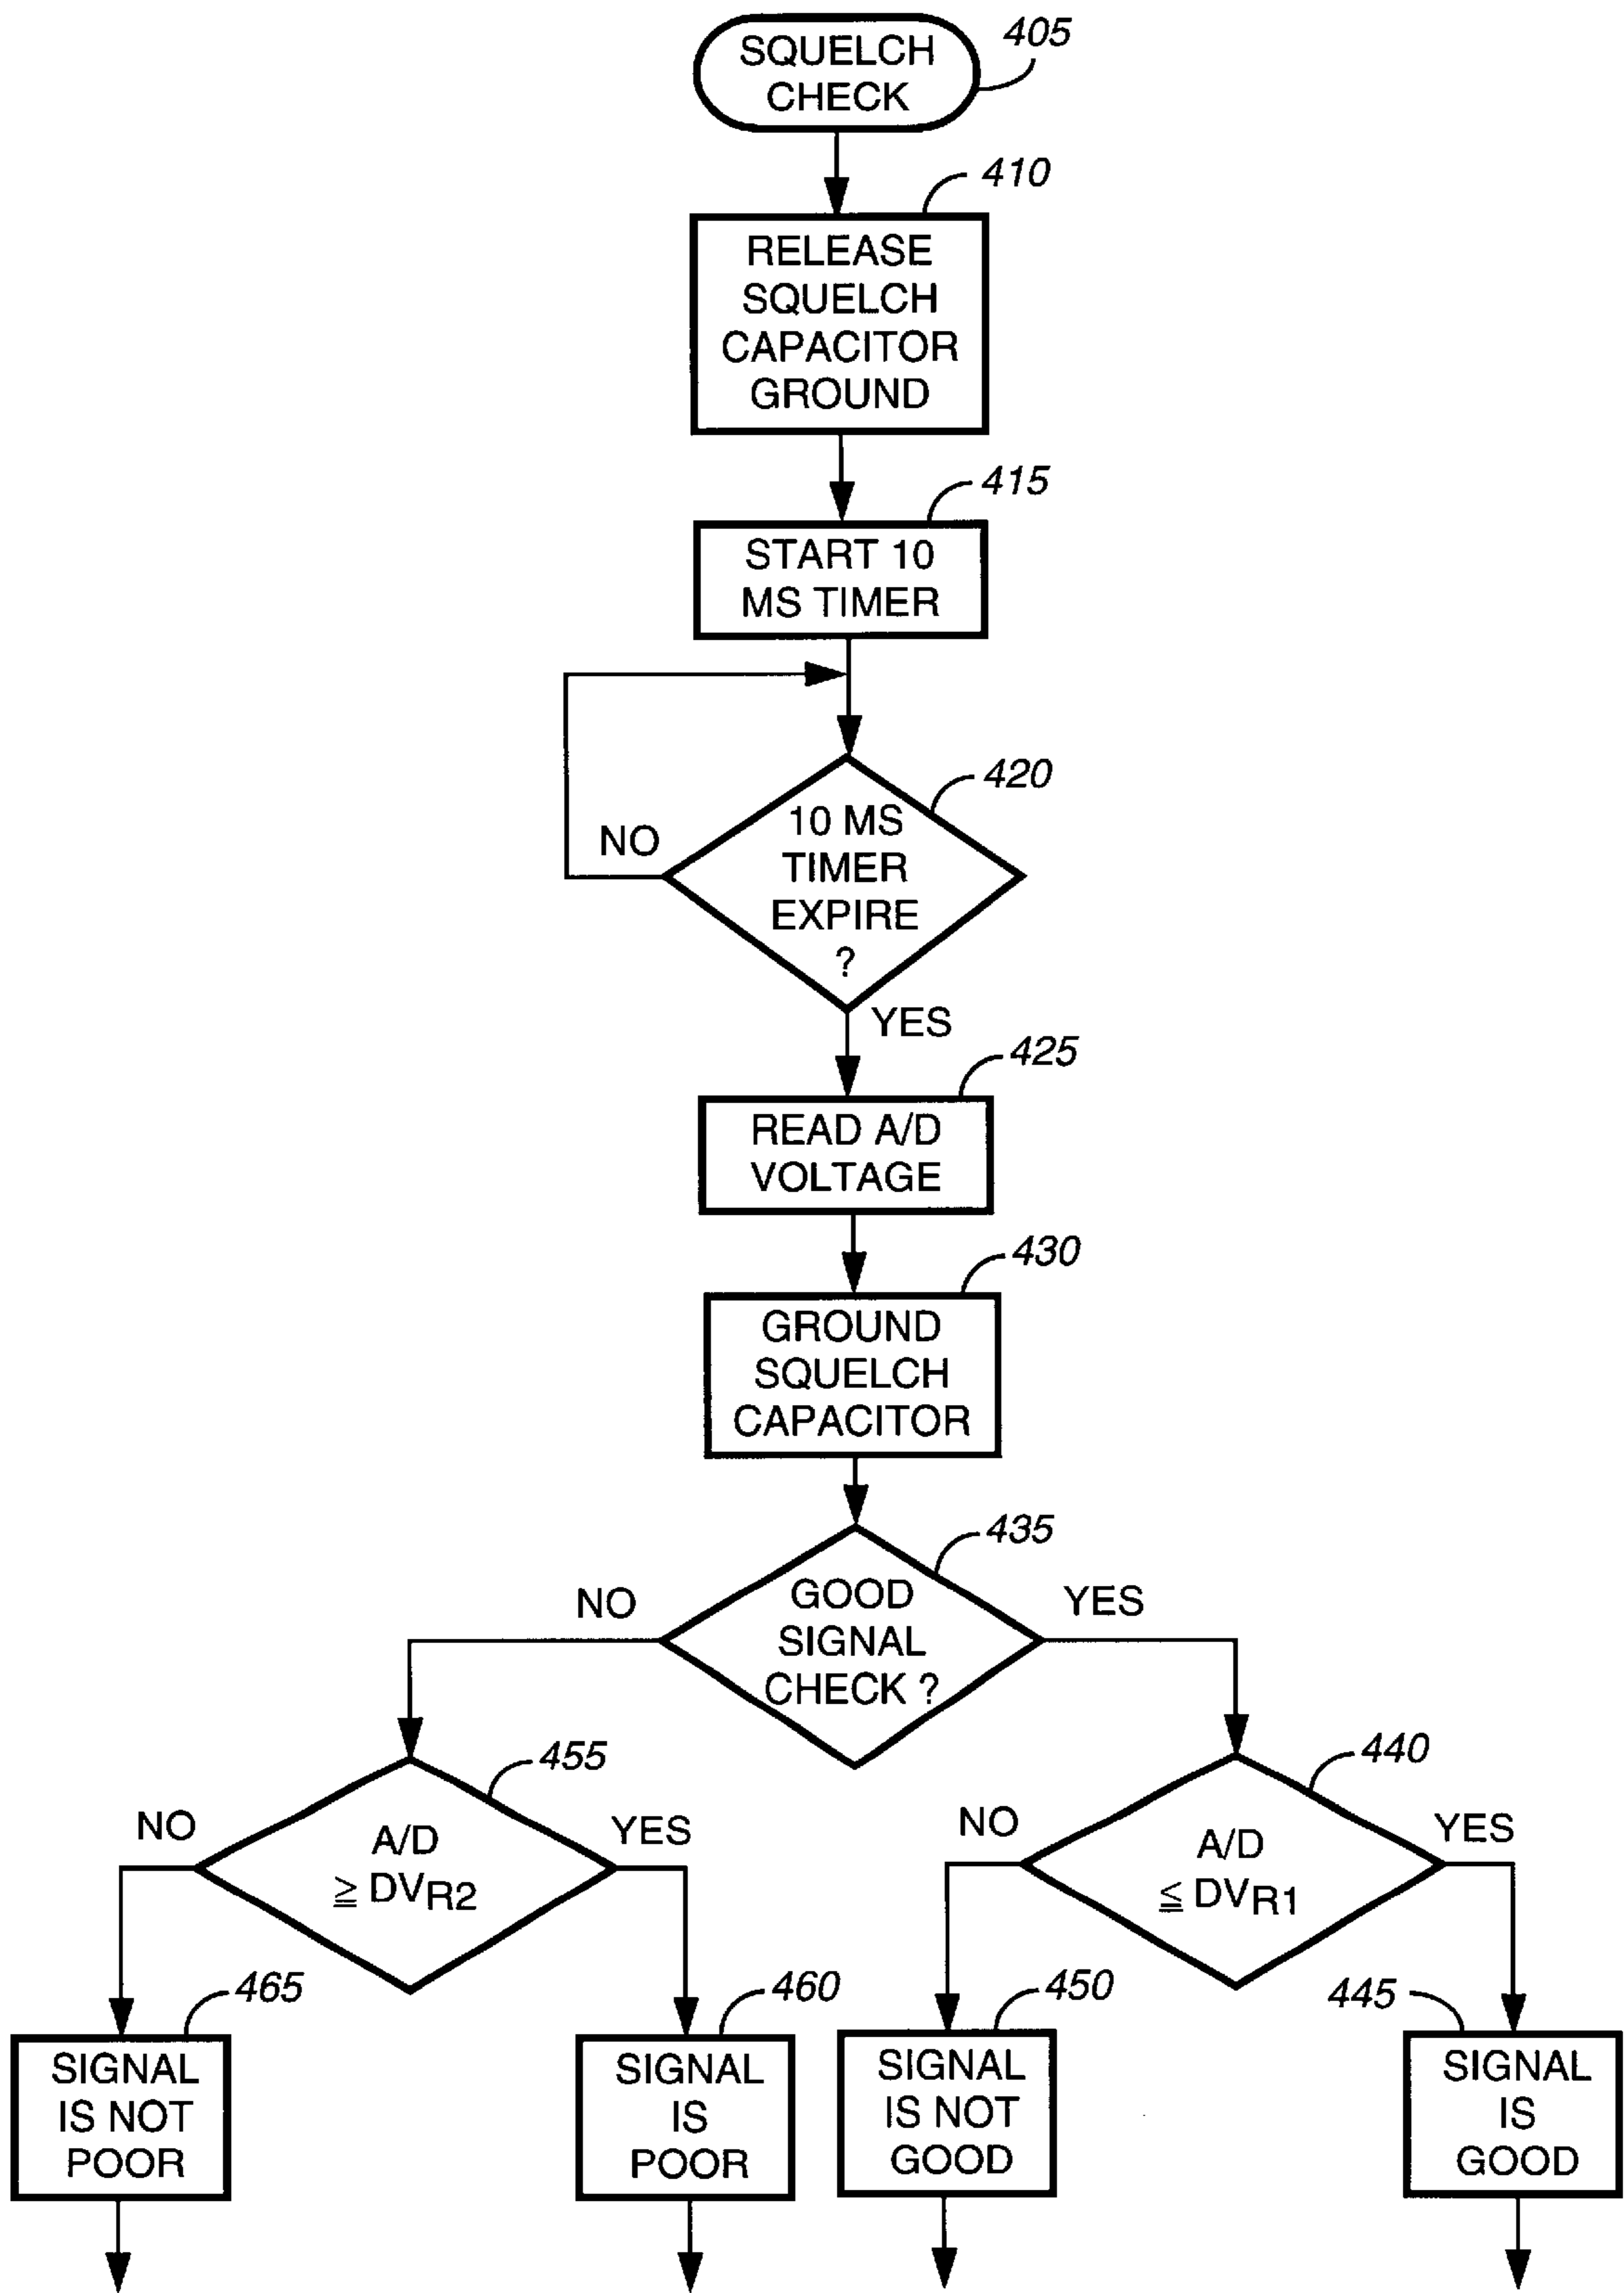 SQUELCH
CHECK
405
410
RELEASE
SQUELCH
CAPACITOR
GROUND
415
START 10
MS TIMER
420
10 MS
TIMER
EXPIRE
?
NO
YES
425
READ A/D
VOLTAGE
430
GROUND
SQUELCH
CAPACITOR
435
GOOD
SIGNAL
CHECK ?
NO
YES
455
A/D
≧ DVR2
NO
YES
440
A/D
≦ DVR1
NO
YES
465
SIGNAL
IS NOT
POOR
460
SIGNAL
IS
POOR
450
SIGNAL
IS NOT
GOOD
445
SIGNAL
IS
GOOD